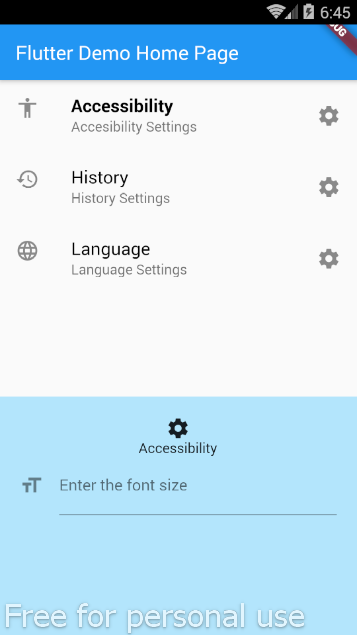 6:45
BUG
Flutter Demo Home Page
Accessibility
Accesibility Settings
History
History Settings
Language
Language Settings
Accessibility
Enter the font size
Free for personal use